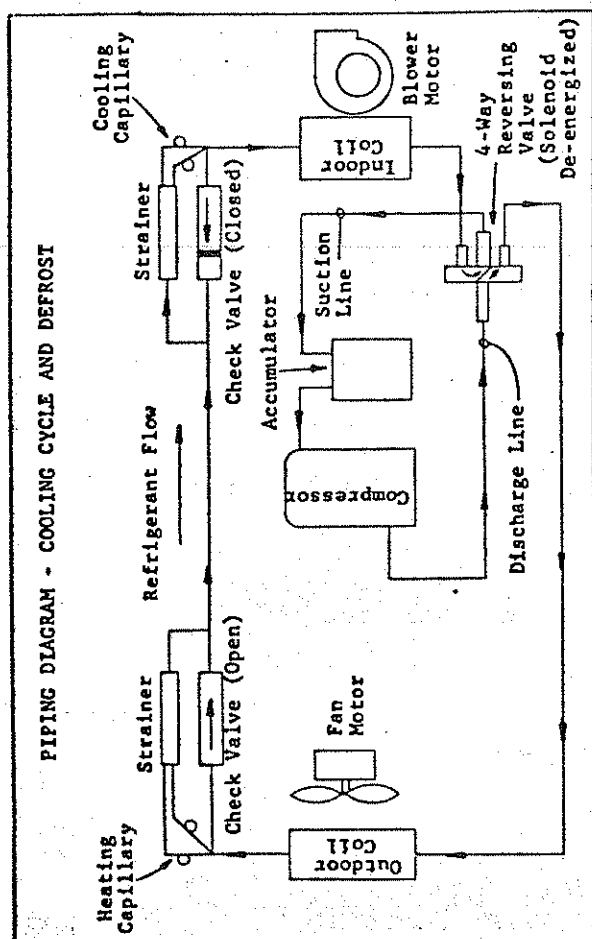 PIPING DIAGRAM - COOLING CYCLE AND DEFROST
Heating
Capillary
Strainer
Check Valve (Open)
Refrigerant Flow
Strainer
Check Valve (Closed)
Cooling
Capillary
Outdoor
Coil
Fan
Motor
Compressor
Accumulator
Suction
Line
Discharge Line
Indoor
Coil
Blower
Motor
4-Way
Reversing
Valve
(Solenoid
De-energized)